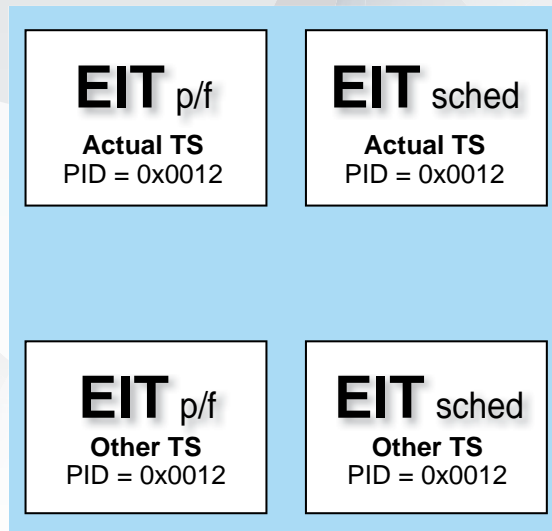 EIT p/f
Actual TS
PID = 0x0012
EIT sched
Actual TS
PID = 0x0012
EIT p/f
Other TS
PID = 0x0012
EIT sched
Other TS
PID = 0x0012